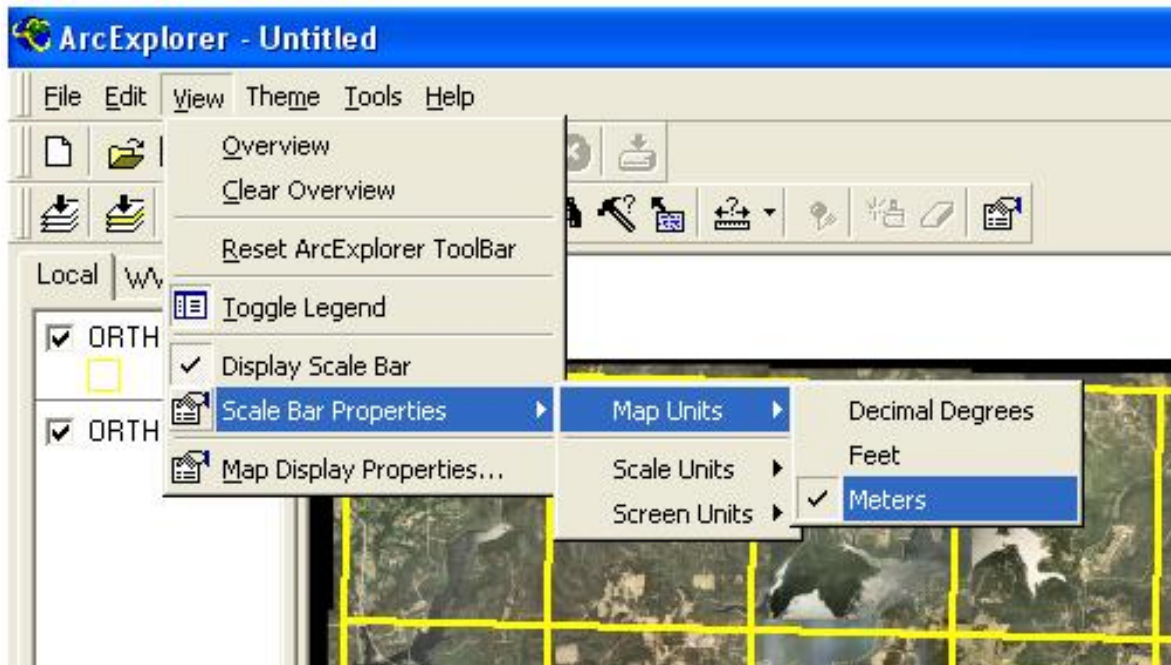 ArcExplorer - Untitled
File Edit View Theme Tools Help
Overview
Clear Overview
Reset ArcExplorer ToolBar
Local
Toggle Legend
ORTH
Display Scale Bar
Scale Bar Properties Map Units Decimal Degrees
ORTH
Feet
Map Display Properties... Scale Units
Meters
Screen Units